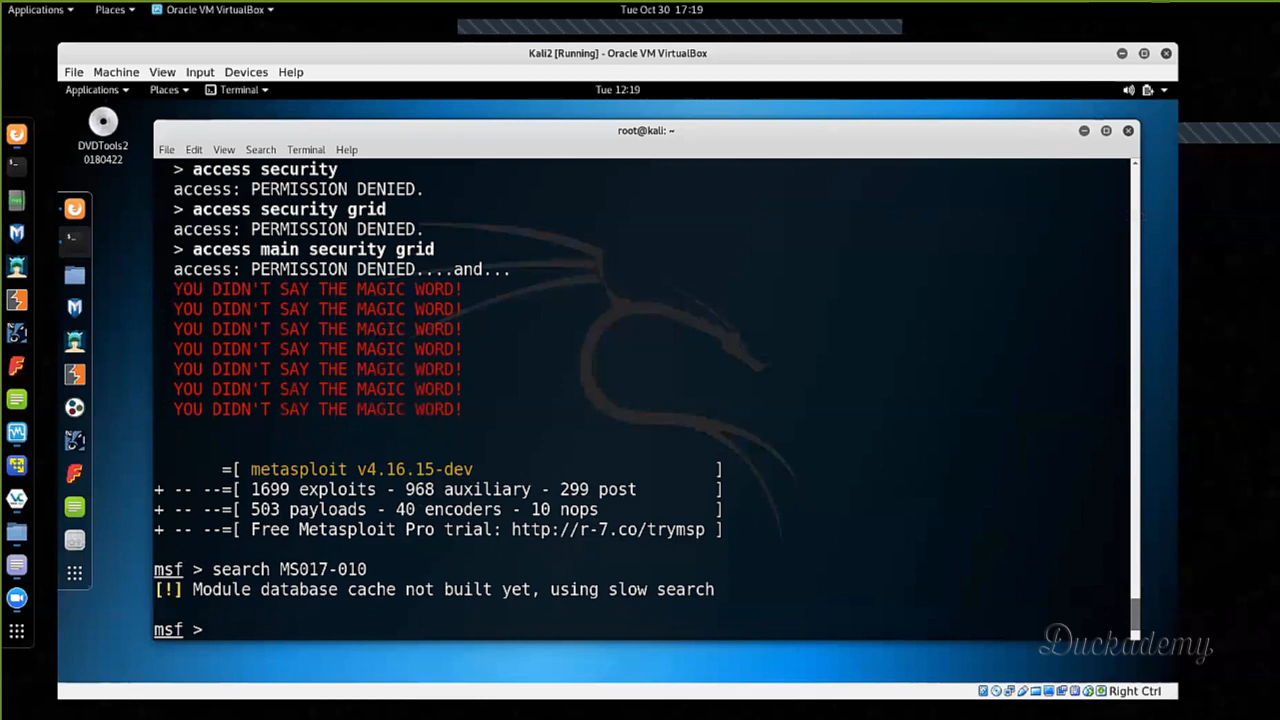 Applications Places Oracle VM VirtualBox Tue Oct 30 17:19
Kali2 [Running] - Oracle VM VirtualBox
File Machine View Input Devices Help
Applications Places Terminal Tue 12:19
DVDTools2
0180422
root@kali: ~
File Edit View Search Terminal Help
> access security
access: PERMISSION DENIED.
> access security grid
access: PERMISSION DENIED.
> access main security grid
access: PERMISSION DENIED....and...
YOU DIDN'T SAY THE MAGIC WORD!
YOU DIDN'T SAY THE MAGIC WORD!
YOU DIDN'T SAY THE MAGIC WORD!
YOU DIDN'T SAY THE MAGIC WORD!
YOU DIDN'T SAY THE MAGIC WORD!
YOU DIDN'T SAY THE MAGIC WORD!
YOU DIDN'T SAY THE MAGIC WORD!
=[ metasploit v4.16.15-dev ]
+ -- --=[ 1699 exploits - 968 auxiliary - 299 post ]
+ -- --=[ 503 payloads - 40 encoders - 10 nops ]
+ -- --=[ Free Metasploit Pro trial: http://r-7.co/trymsp ]
msf > search MS017-010
[!] Module database cache not built yet, using slow search
msf >
Duckademy
Right Ctrl